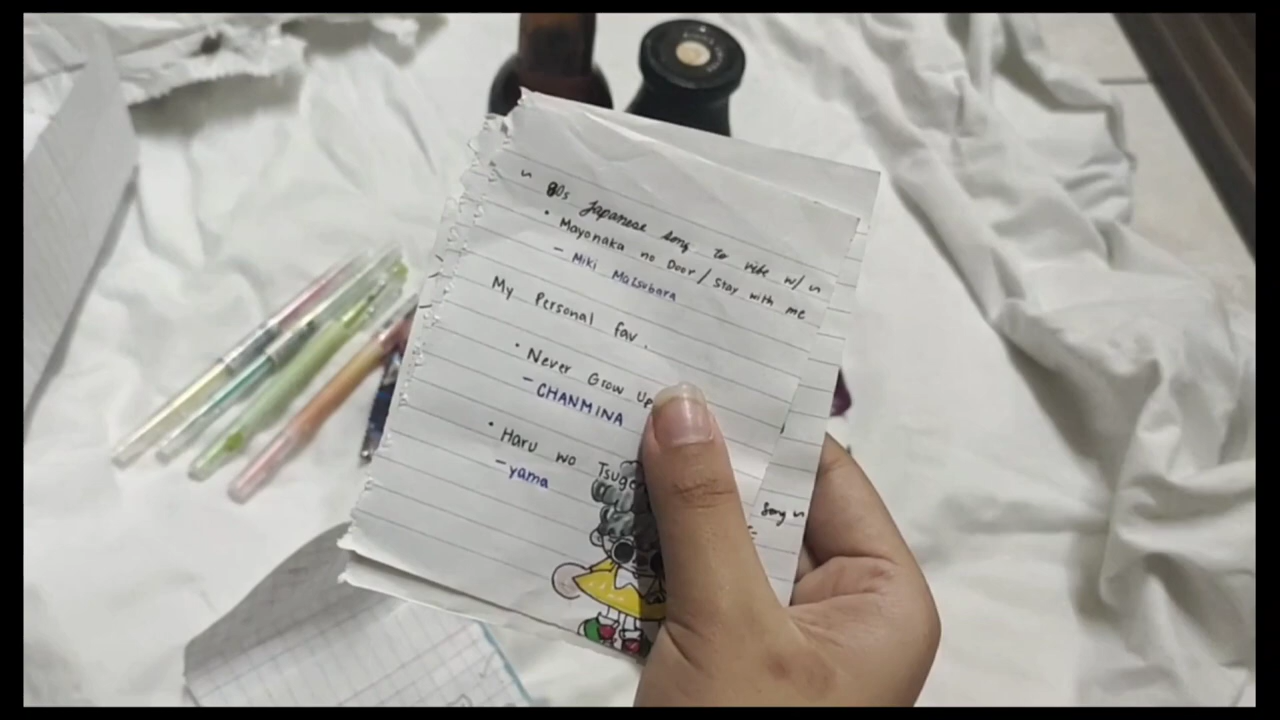 ~ 80s Japanese song to vibe w/ ~
• Mayonaka no Door / Stay with me
- Miki Matsubara
My Personal fav.
• Never Grow Up
- CHANMINA
• Haru wo Tsuge
- yama
Song ~